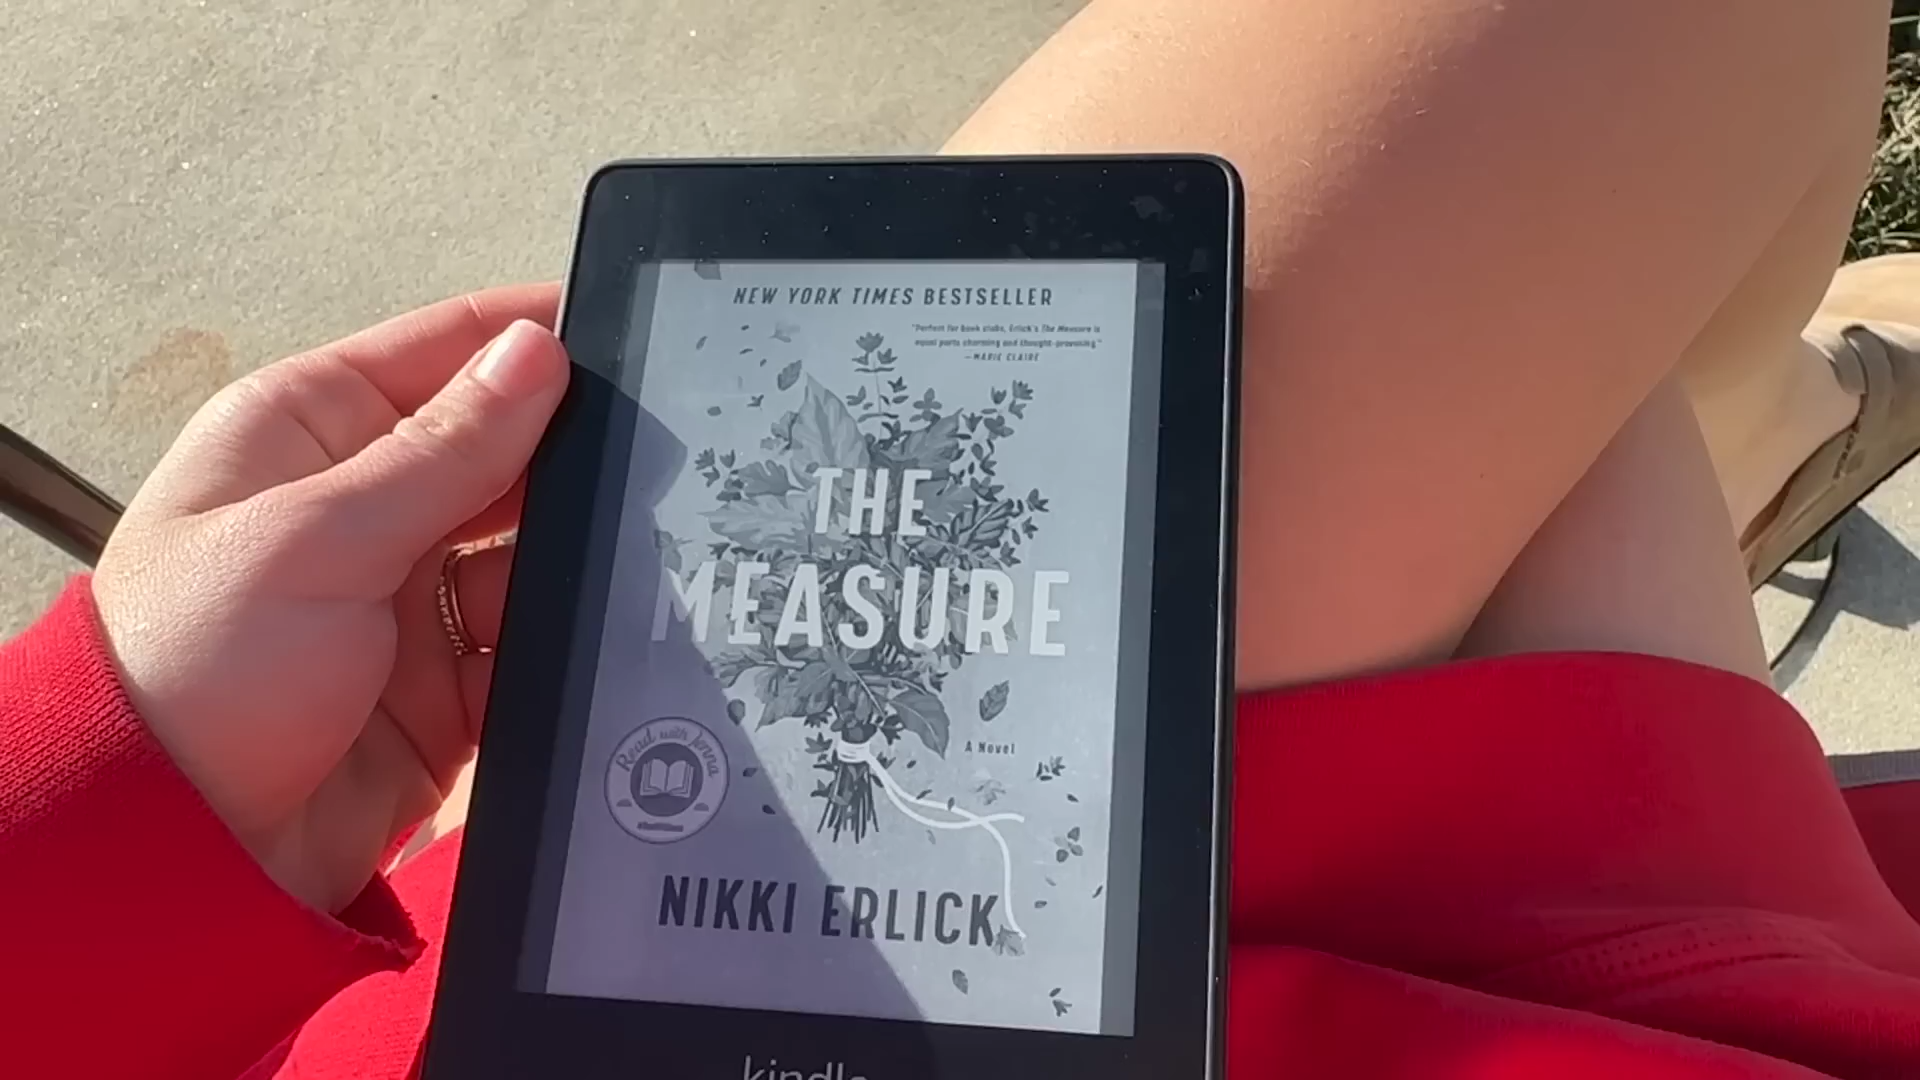 NEW YORK TIMES BESTSELLER
"Perfect for book clubs, Erlick's The Measure is
equal parts charming and thought-provoking."
—MARIE CLAIRE
THE
MEASURE
Read with Jenna
A Novel
NIKKI ERLICK
kindle